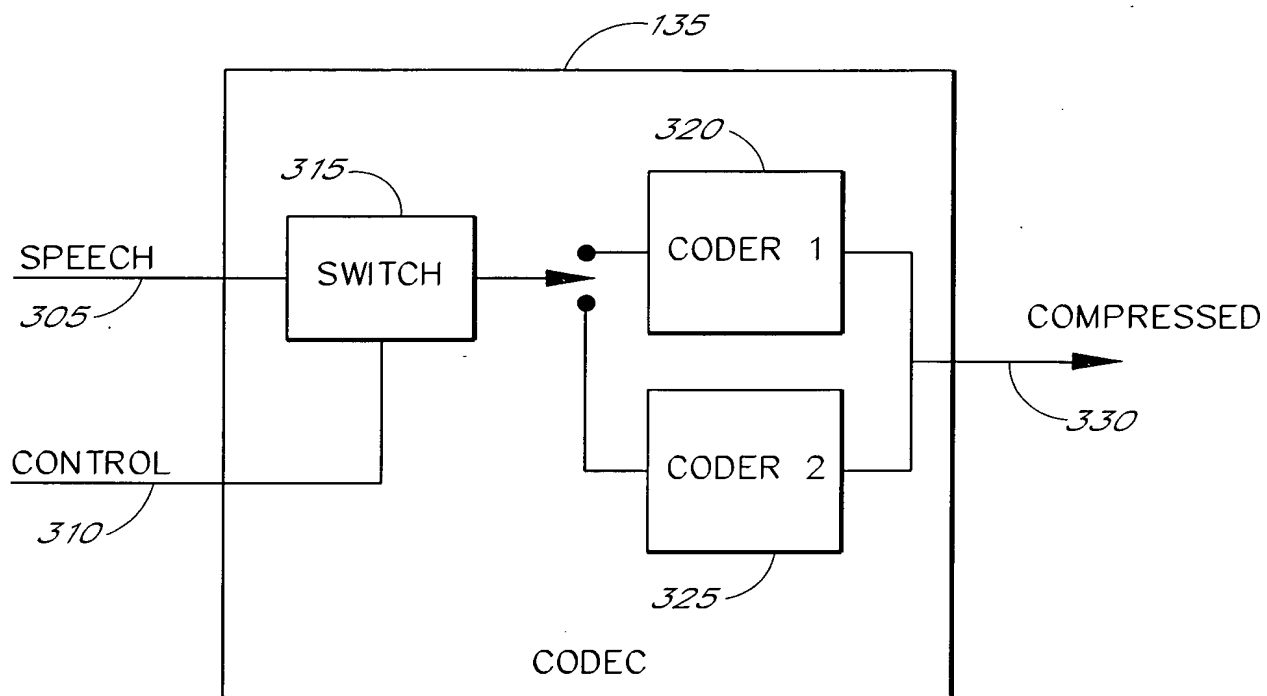 135
320
315
SPEECH
SWITCH
CODER 1
305
COMPRESSED
330
CONTROL
CODER 2
310
325
CODEC